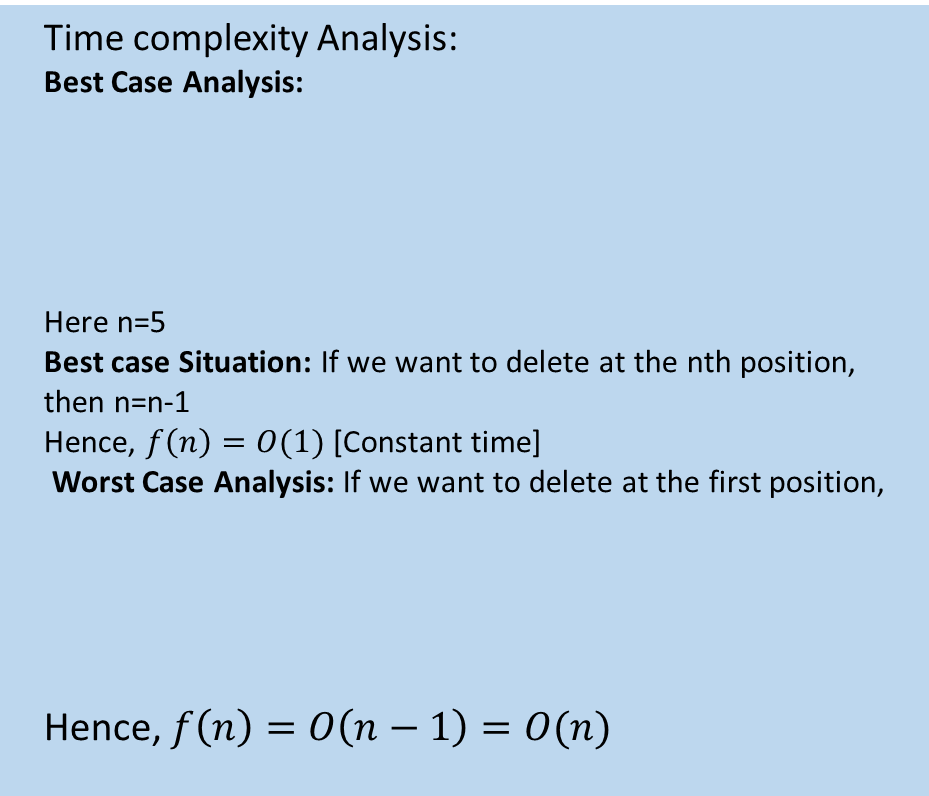 Time complexity Analysis:
Best Case Analysis:
Here n=5
Best case Situation: If we want to delete at the nth position,
then n=n-1
Hence, f(n) = O(1) [Constant time]
Worst Case Analysis: If we want to delete at the first position,
Hence, f(n) = O(n − 1) = O(n)